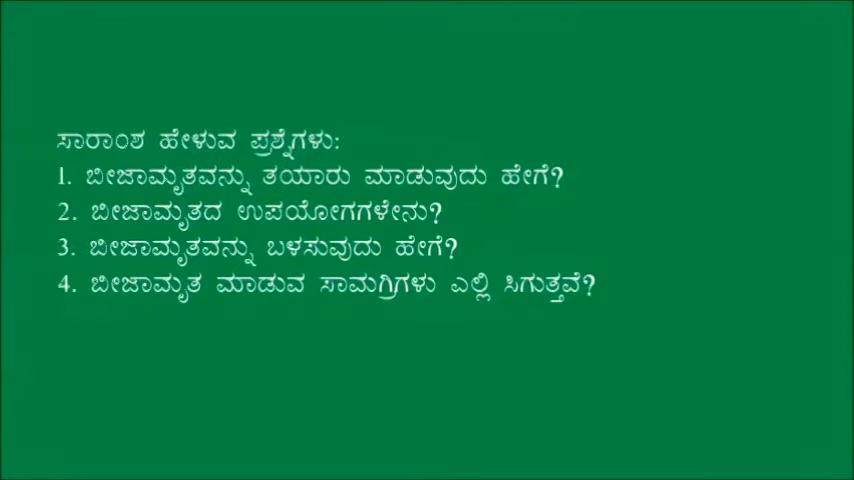 ಸಾರಾಂಶ ಹೇಳುವ ಪ್ರಶ್ನೆಗಳು:
1. ಬೀಜಾಮೃತವನ್ನು ತಯಾರು ಮಾಡುವುದು ಹೇಗೆ?
2. ಬೀಜಾಮೃತದ ಉಪಯೋಗಗಳೇನು?
3. ಬೀಜಾಮೃತವನ್ನು ಬಳಸುವುದು ಹೇಗೆ?
4. ಬೀಜಾಮೃತ ಮಾಡುವ ಸಾಮಗ್ರಿಗಳು ಎಲ್ಲಿ ಸಿಗುತ್ತವೆ?